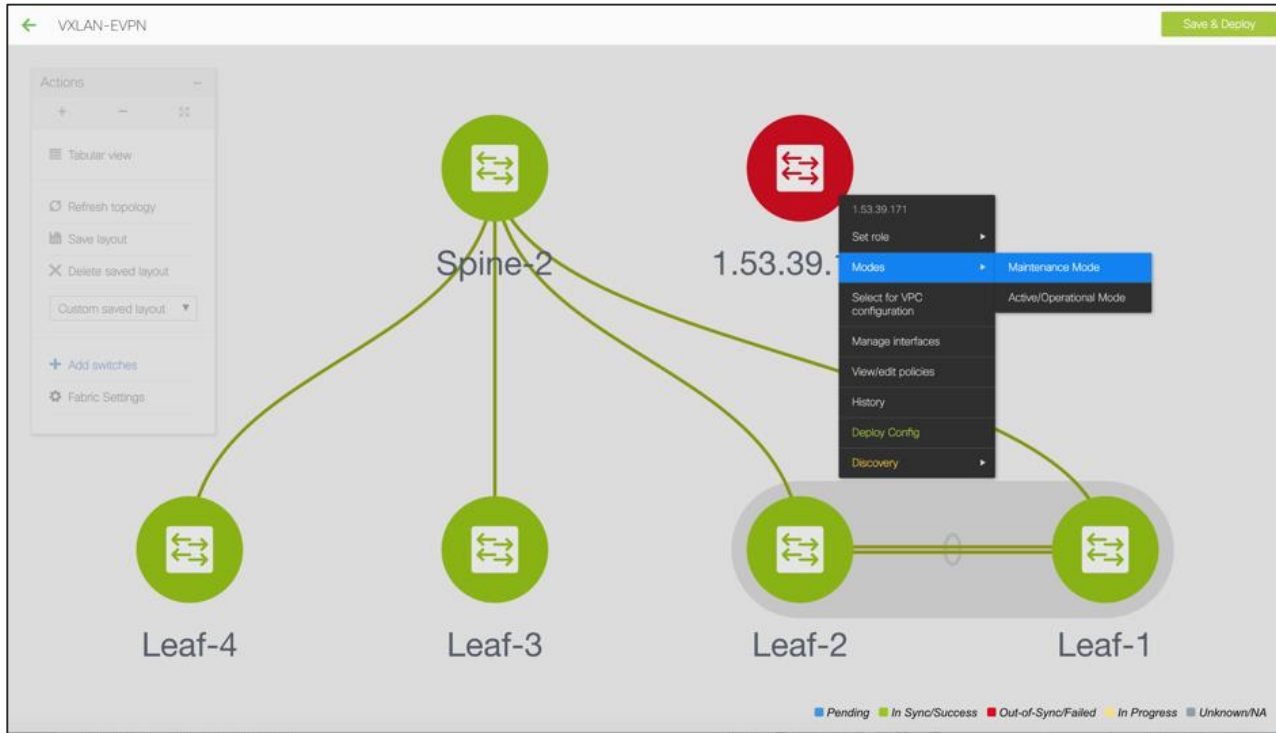 VXLAN-EVPN
Save & Deploy
Actions
Tabular view
Refresh topology
Save layout
Delete saved layout
Custom saved layout
Add switches
Fabric Settings
Spine-2
1.53.39.
1.53.39.171
Set role
Modes
Maintenance Mode
Active/Operational Mode
Select for VPC
configuration
Manage interfaces
View/edit policies
History
Deploy Config
Discovery
Leaf-4
Leaf-3
Leaf-2
Leaf-1
Pending
In Sync/Success
Out-of-Sync/Failed
In Progress
Unknown/NA